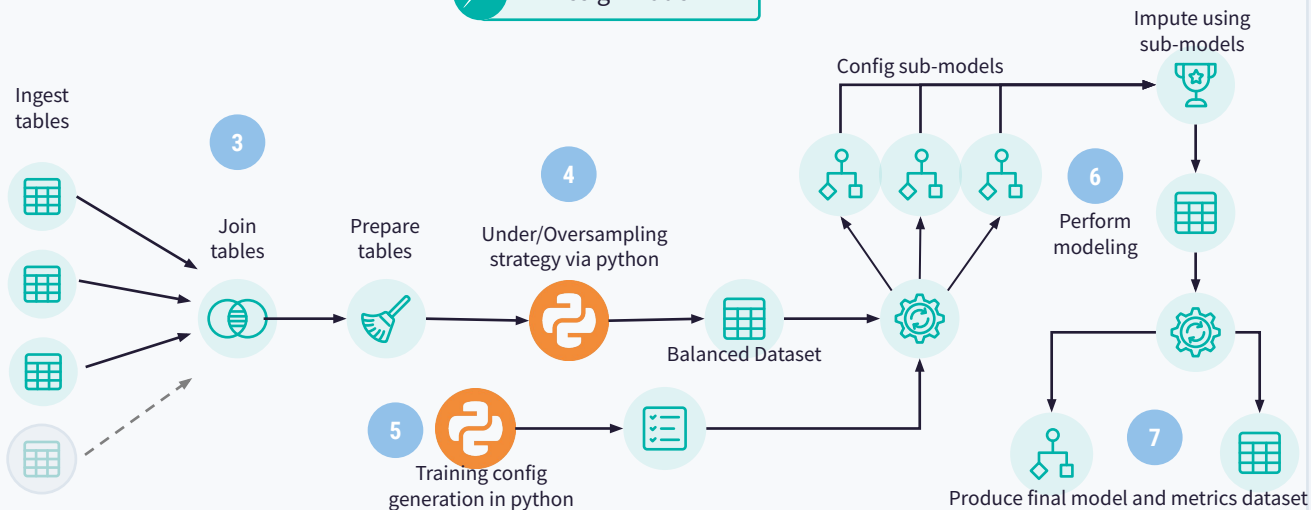 Ingest
tables
3
Join
tables
Prepare
tables
4
Under/Oversampling
strategy via python
Balanced Dataset
5
Training config
generation in python
Config sub-models
Impute using
sub-models
6
Perform
modeling
7
Produce final model and metrics dataset